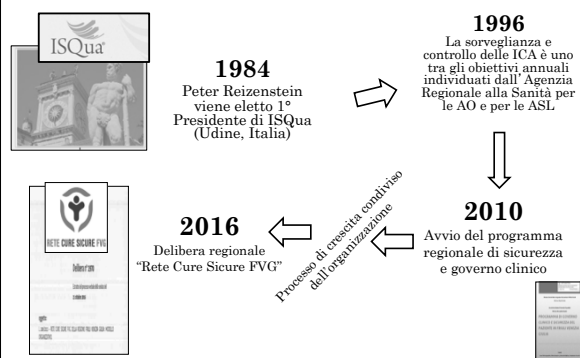 ISQua
1984
Peter Reizenstein
viene eletto 1°
Presidente di ISQua
(Udine, Italia)
1996
La sorveglianza e
controllo delle ICA è uno
tra gli obiettivi annuali
individuati dall'Agenzia
Regionale alla Sanità per
le AO e per le ASL
2010
Avvio del programma
regionale di sicurezza
e governo clinico
Processo di crescita condiviso
dell'organizzazione
2016
Delibera regionale
“Rete Cure Sicure FVG”
RETE CURE SICURE FVG